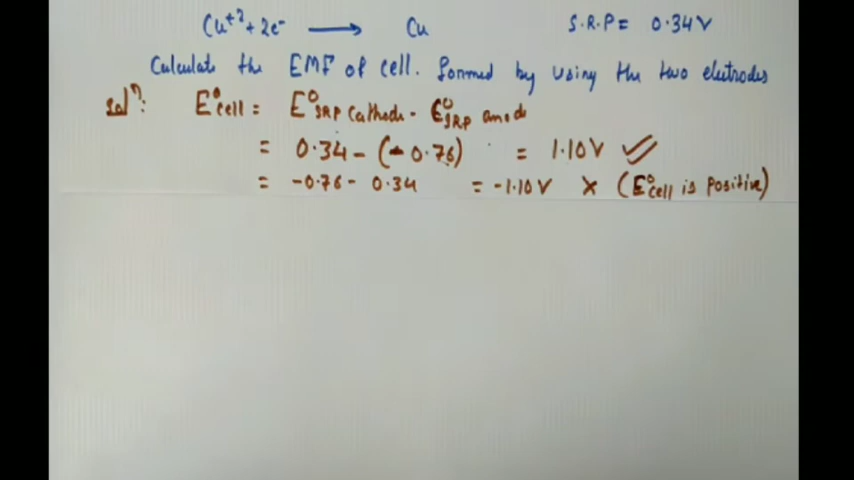 Cu+2 + 2e- ⟶ Cu S.R.P = 0.34V
Calculate the EMF of cell. formed by using the two electrodes
solⁿ: E°cell = E°SRP cathode - E°SRP anode
= 0.34 - (-0.76) = 1.10V ✓
= -0.76 - 0.34 = -1.10V × (E°cell is positive)